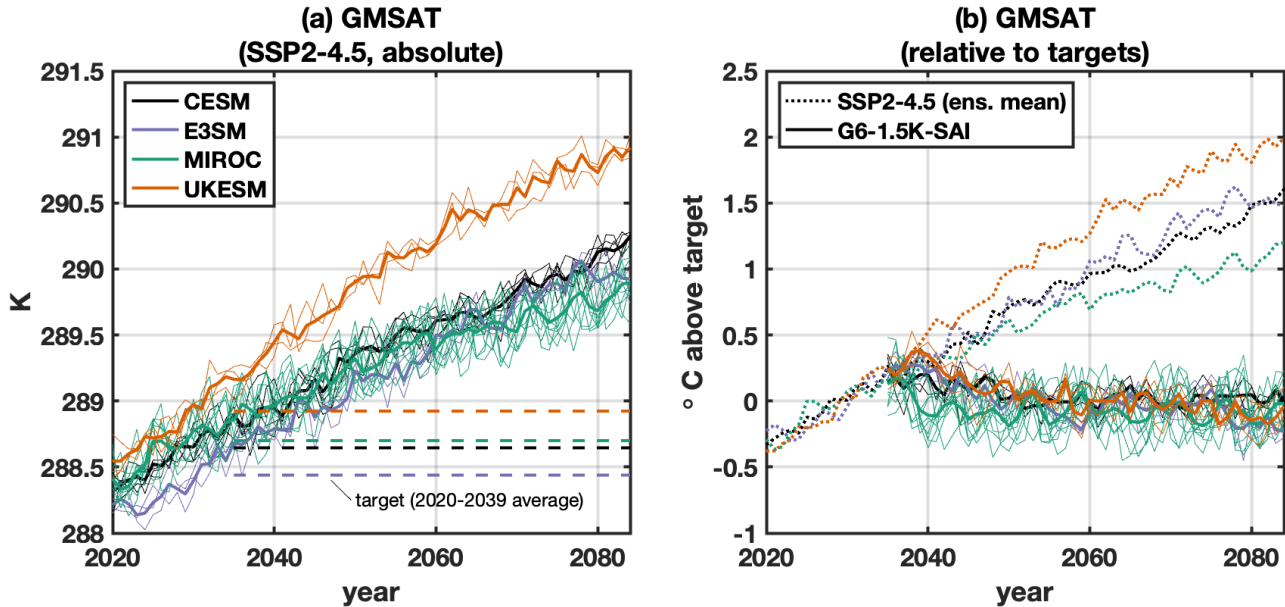 (a) GMSAT
(SSP2-4.5, absolute)
K
291.5
291
290.5
290
289.5
289
288.5
288
CESM
E3SM
MIROC
UKESM
target (2020-2039 average)
2020
2040
2060
2080
year
(b) GMSAT
(relative to targets)
° C above target
2.5
2
1.5
1
0.5
0
-0.5
-1
SSP2-4.5 (ens. mean)
G6-1.5K-SAI
2020
2040
2060
2080
year